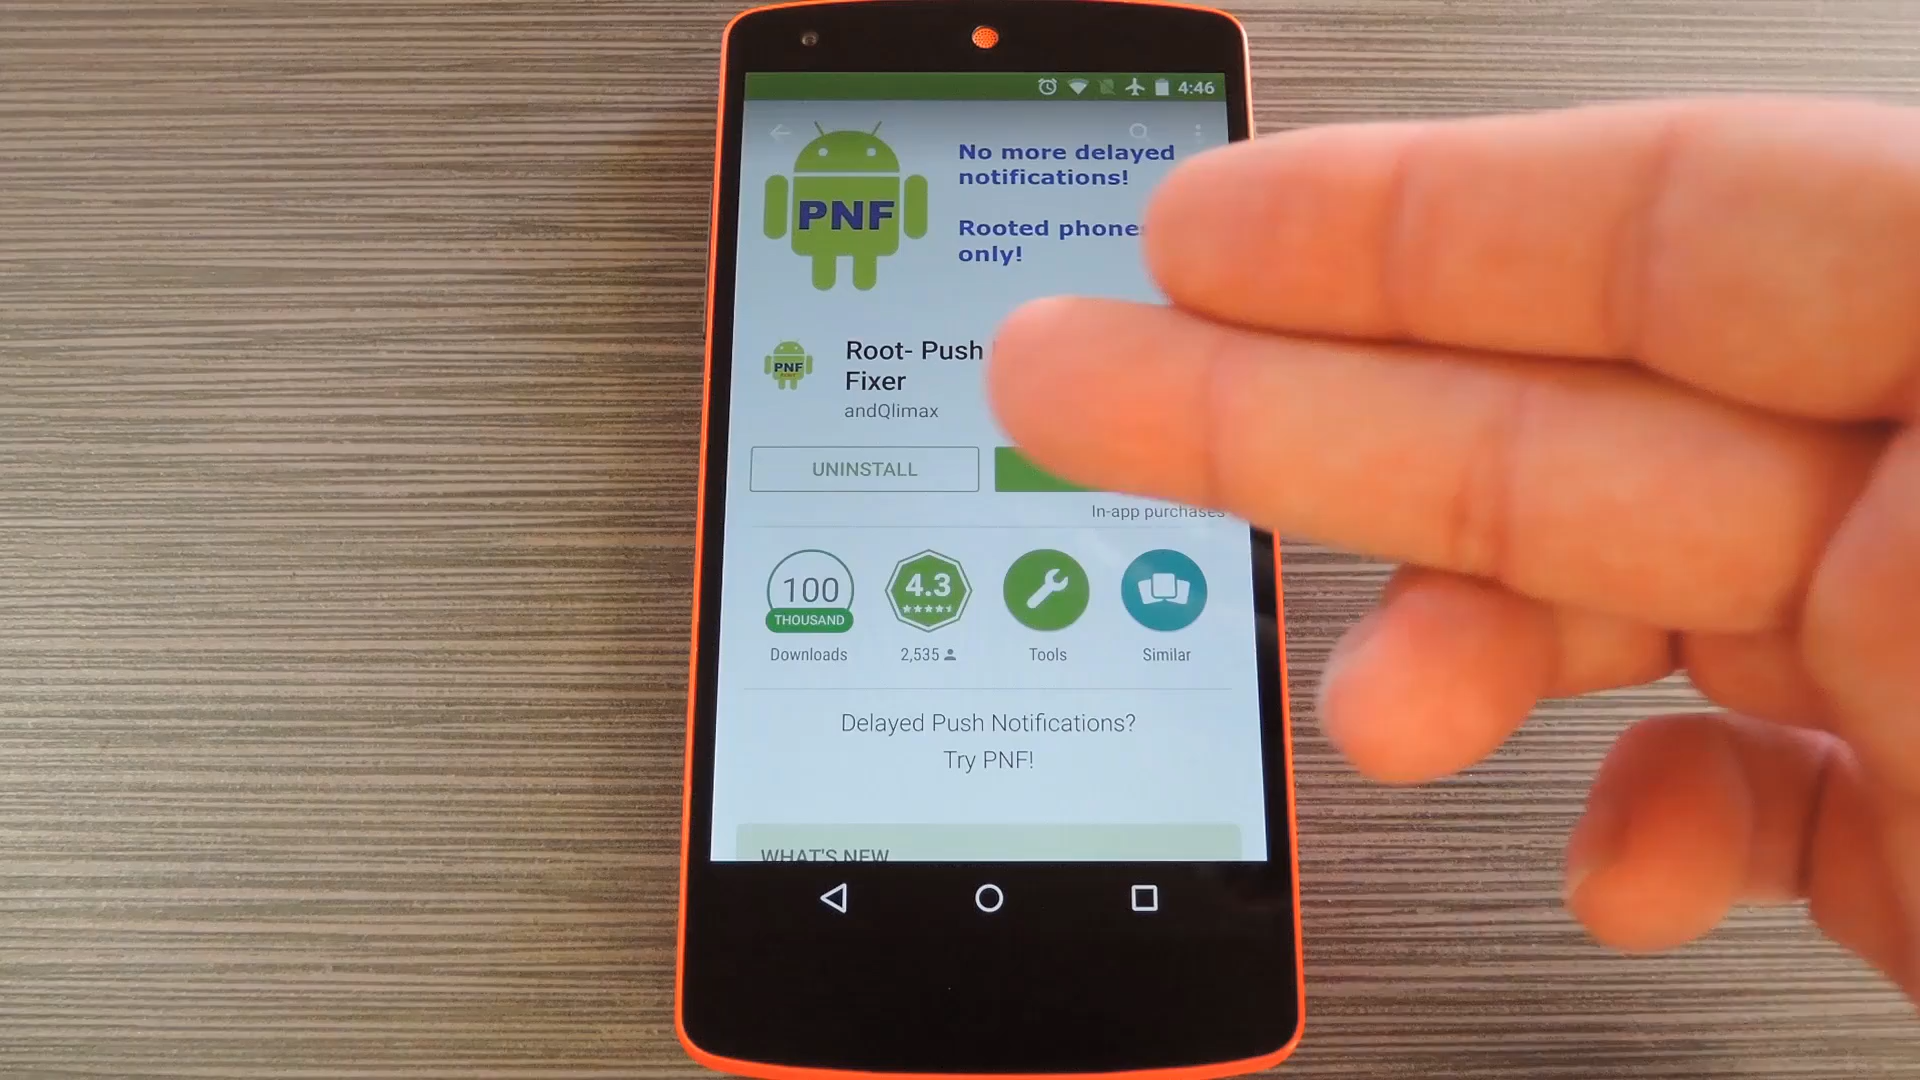 4:46
No more delayed
notifications!
Rooted phone
only!
PNF
Root- Push
Fixer
PNF
andQlimax
UNINSTALL
In-app purchases
100
THOUSAND
4.3
Downloads
2,535
Tools
Similar
Delayed Push Notifications?
Try PNF!
WHAT'S NEW